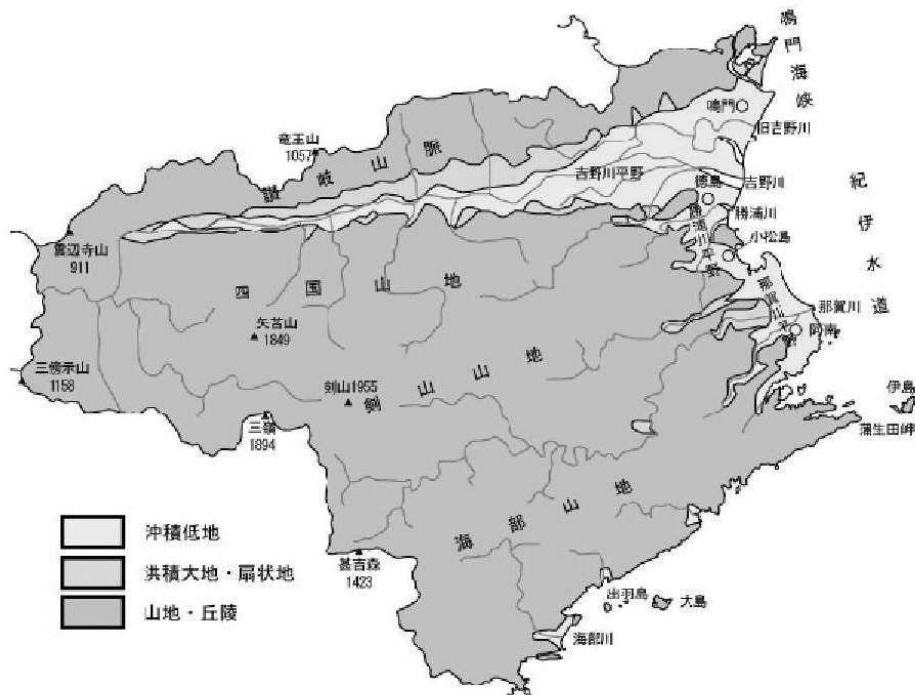 鳴門海峡
鳴門
旧吉野川
竜王山
1057
讃岐山脈
吉野川平野
徳島
吉野川
紀伊水道
勝浦川
勝浦川平野
小松島
雲辺寺山
911
四国山地
那賀川平野
那賀川
阿南
矢筈山
1849
三傍示山
1158
剣山1955
剣山山地
伊島
蒲生田岬
三嶺
1894
海部山地
沖積低地
洪積大地・扇状地
山地・丘陵
甚吉森
1423
出羽島
大島
海部川